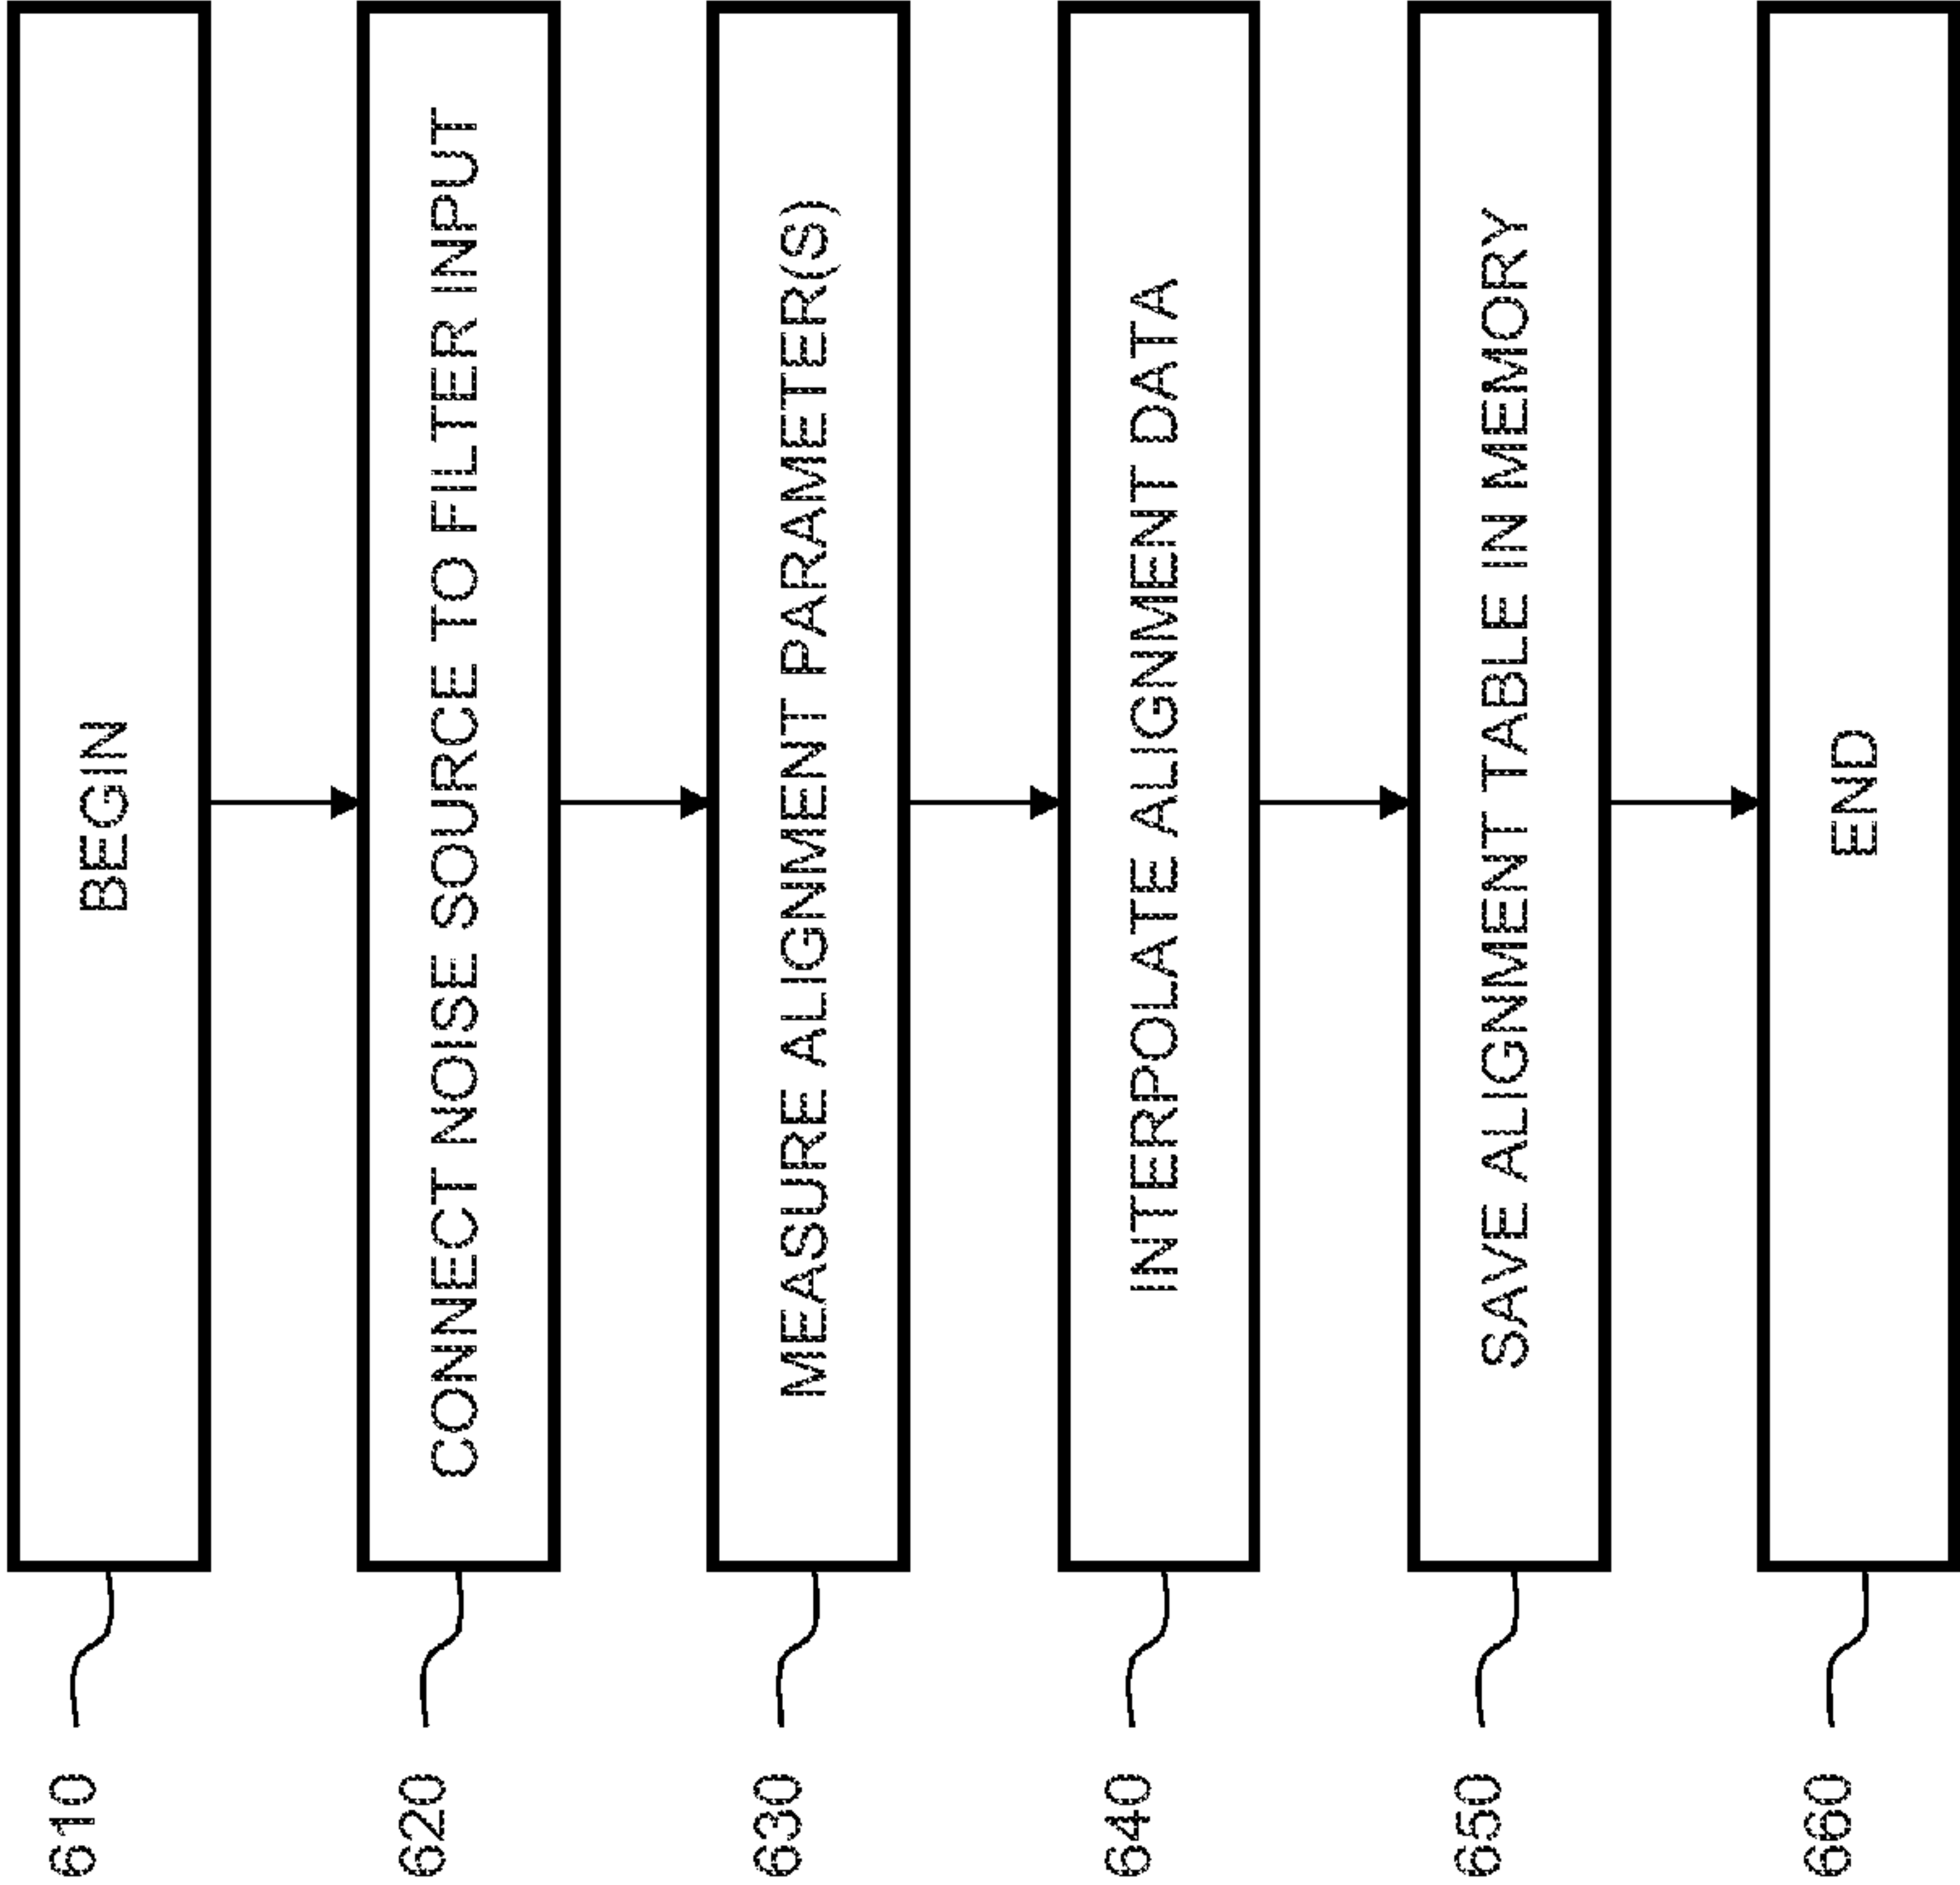 610
BEGIN
620
CONNECT NOISE SOURCE TO FILTER INPUT
630
MEASURE ALIGNMENT PARAMETER(S)
640
INTERPOLATE ALIGNMENT DATA
650
SAVE ALIGNMENT TABLE IN MEMORY
660
END